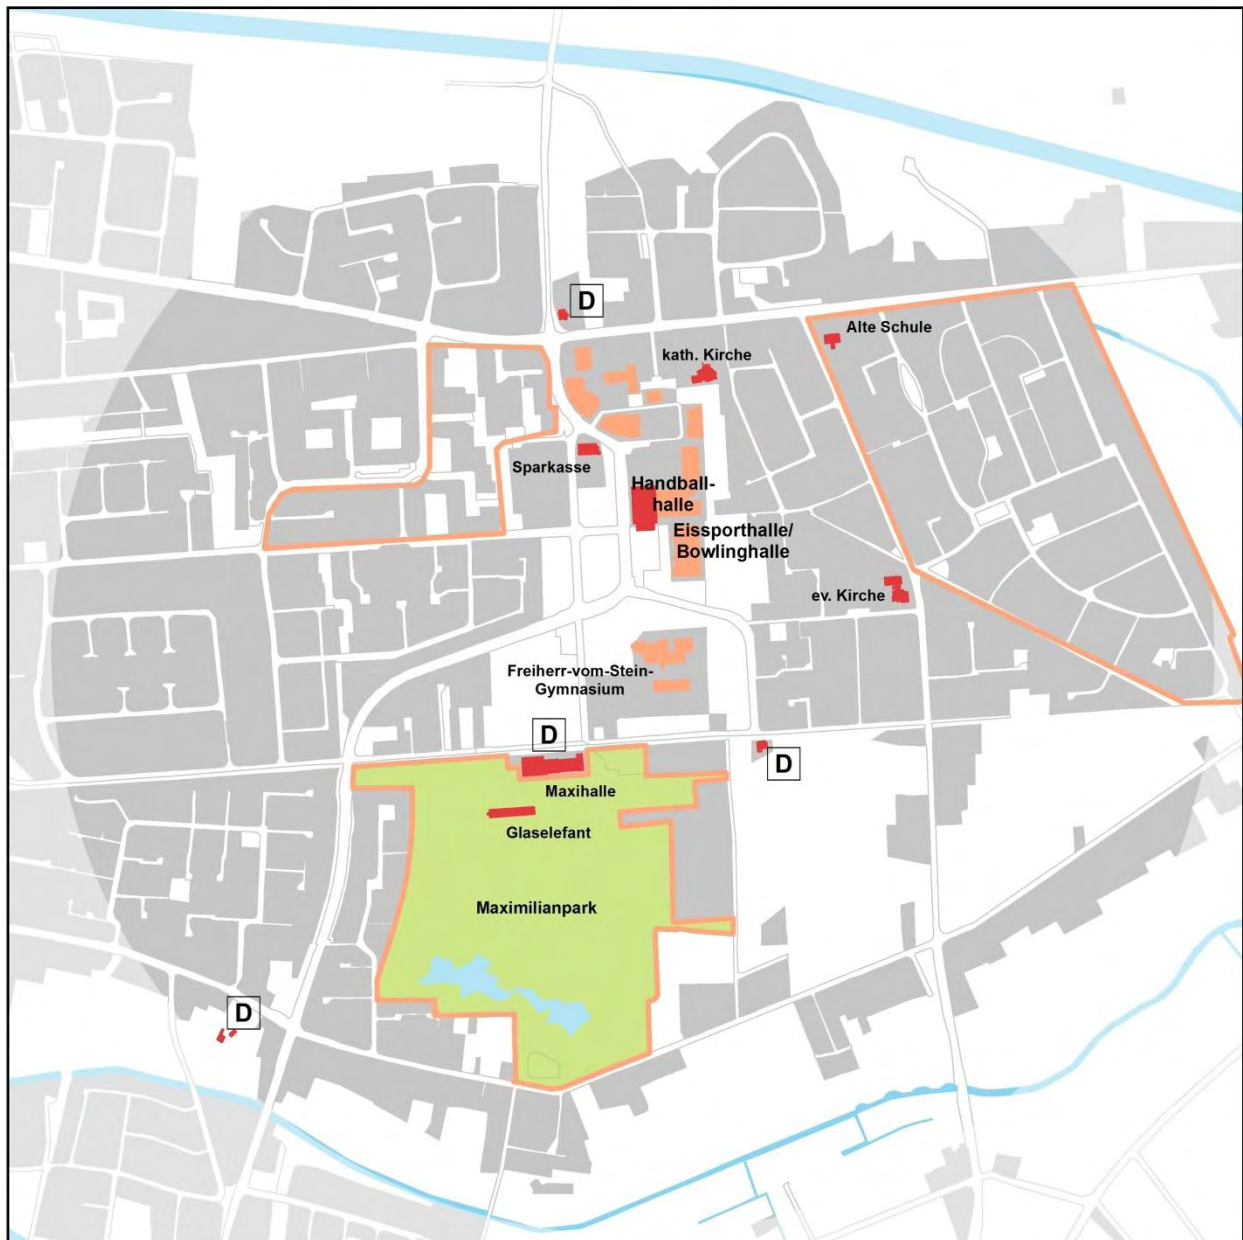 D
Alte Schule
kath. Kirche
Sparkasse
Handball-
halle
Eissporthalle/
Bowlinghalle
ev. Kirche
Freiherr-vom-Stein-
Gymnasium
D
D
Maxihalle
Glaselefant
Maximilianpark
D